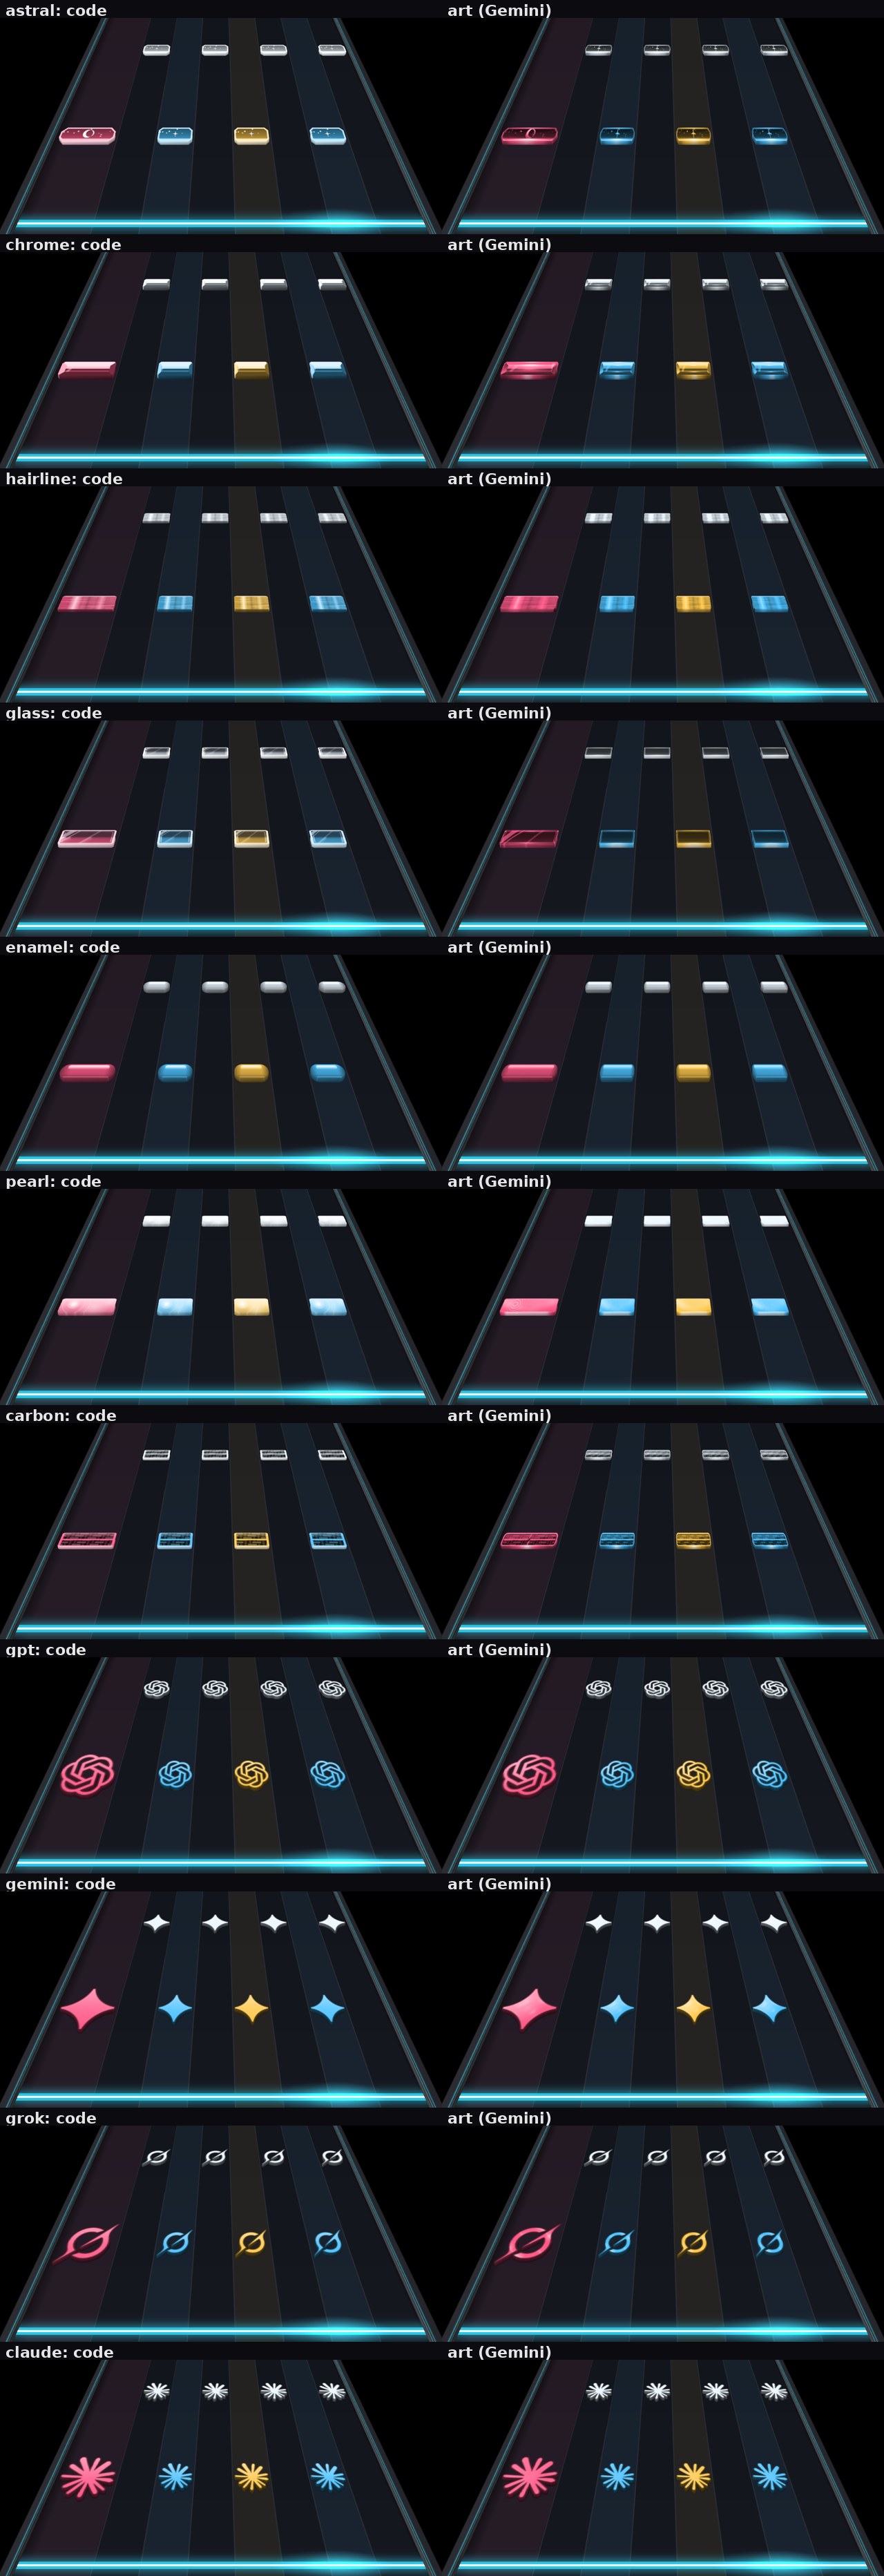 astral: code
art (Gemini)
chrome: code
art (Gemini)
hairline: code
art (Gemini)
glass: code
art (Gemini)
enamel: code
art (Gemini)
pearl: code
art (Gemini)
carbon: code
art (Gemini)
gpt: code
art (Gemini)
gemini: code
art (Gemini)
grok: code
art (Gemini)
claude: code
art (Gemini)